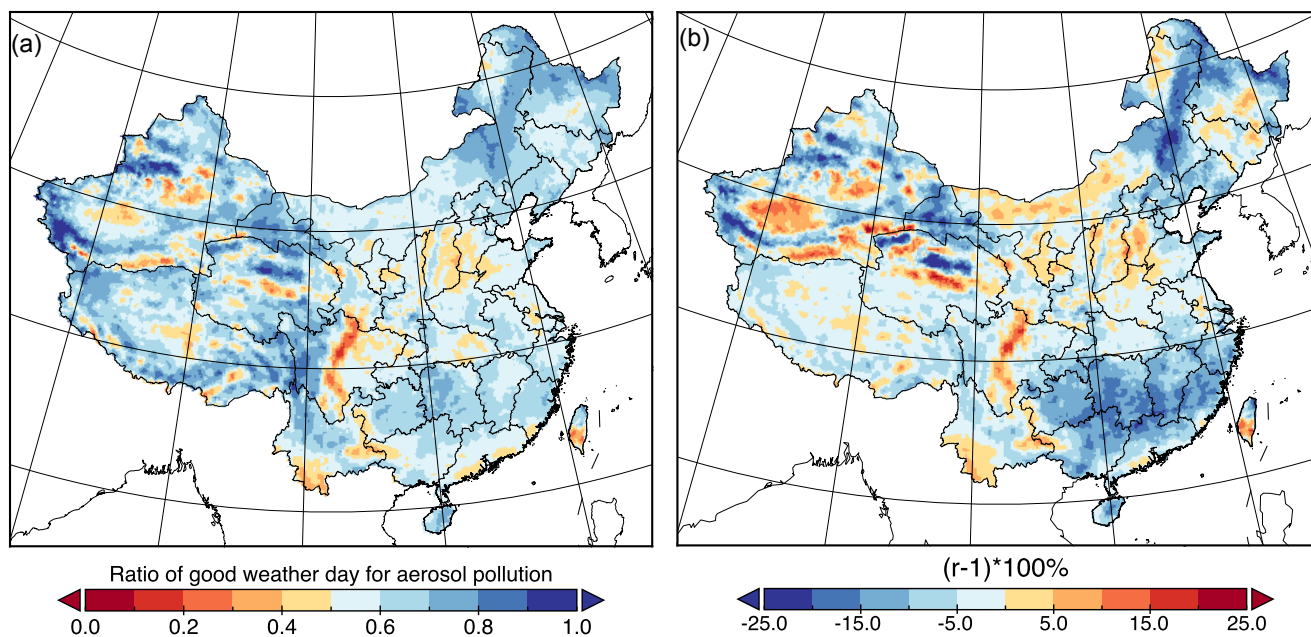 (a)
(b)
Ratio of good weather day for aerosol pollution
0.0 0.2 0.4 0.6 0.8 1.0
(r-1)*100%
-25.0 -15.0 -5.0 5.0 15.0 25.0